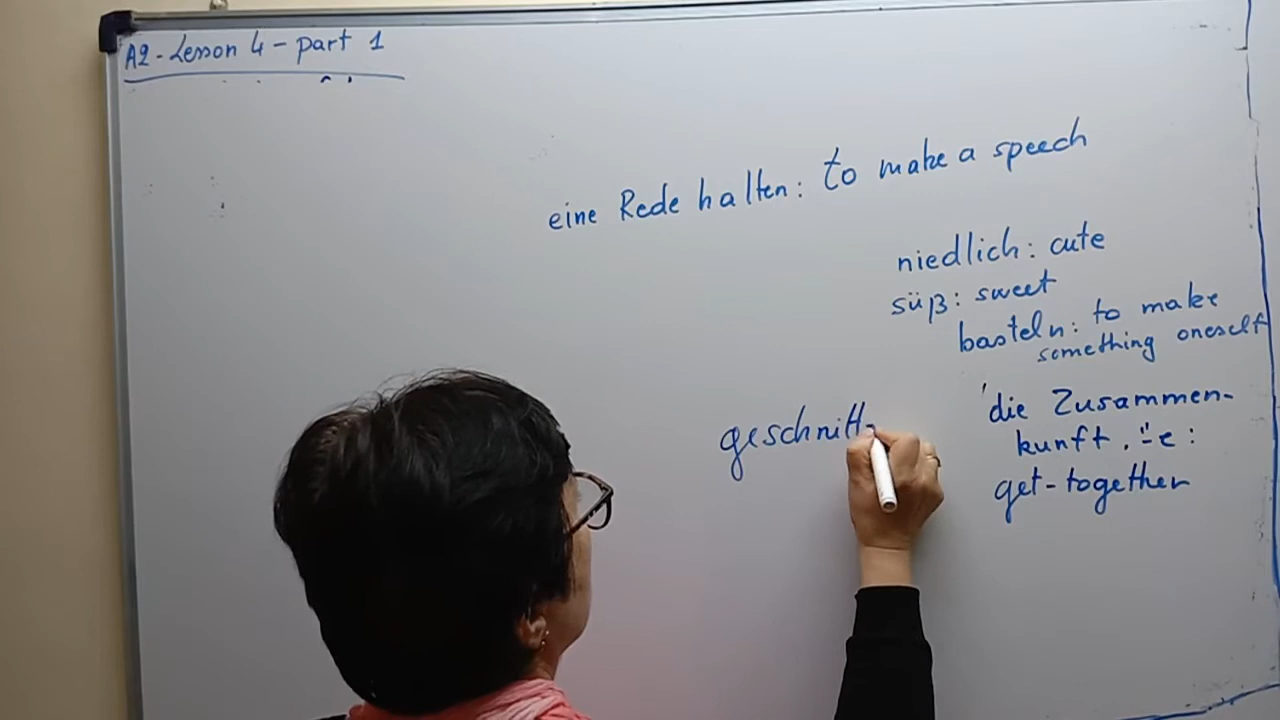 A2 - Lesson 4 - part 1
eine Rede halten: to make a speech
niedlich: cute
süß: sweet
basteln: to make
something oneself
die Zusammen-
kunft, ⸚e:
get-together
geschnitt